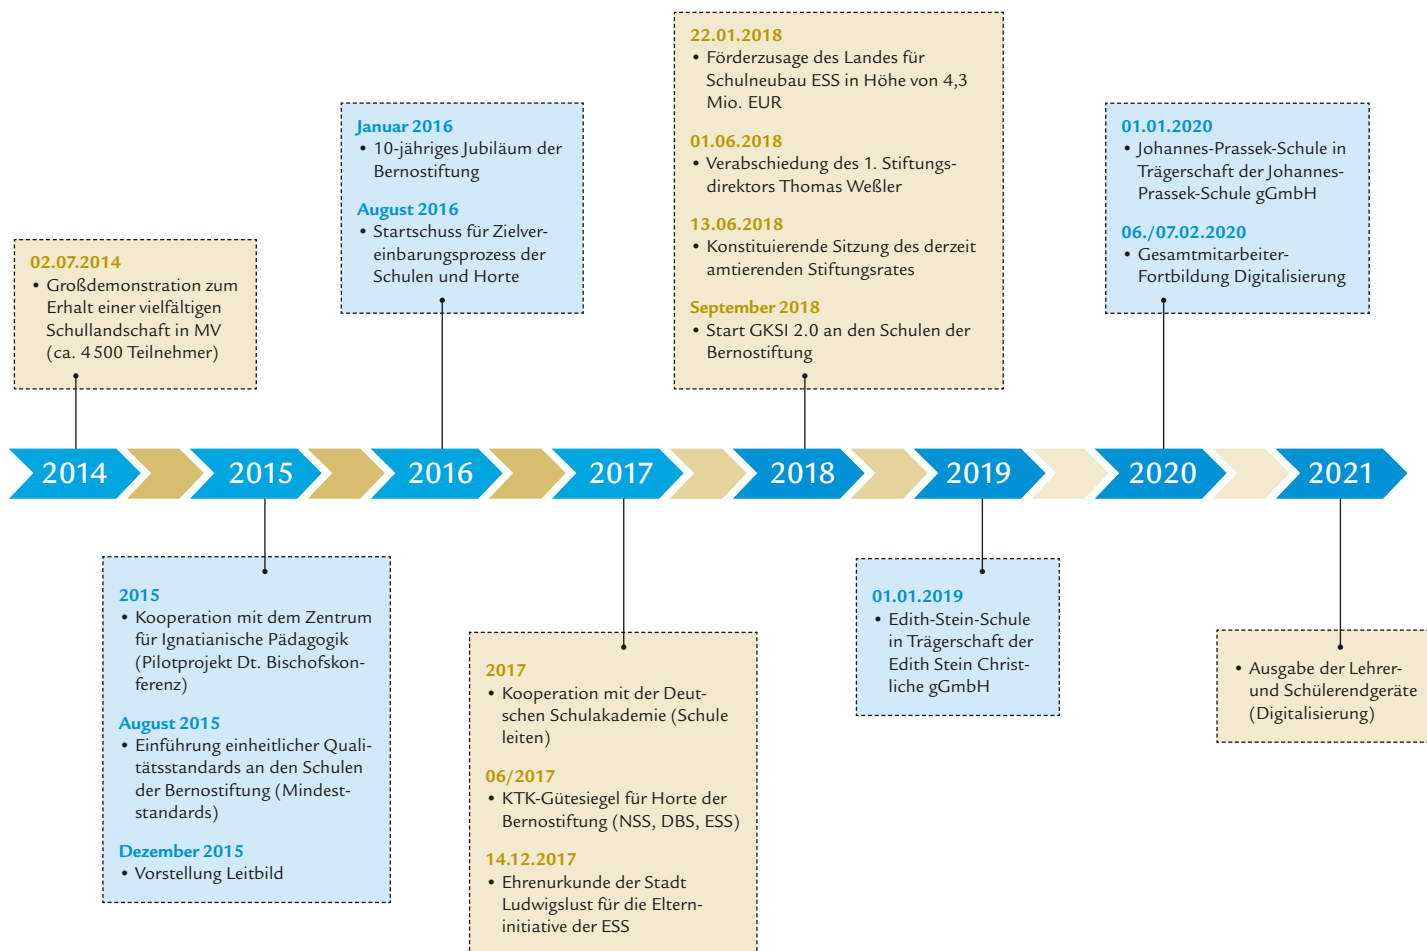 22.01.2018
• Förderzusage des Landes für
Schulneubau ESS in Höhe von 4,3
Mio. EUR
01.06.2018
• Verabschiedung des 1. Stiftungs-
direktors Thomas Weßler
13.06.2018
• Konstituierende Sitzung des derzeit
amtierenden Stiftungsrates
September 2018
• Start GKSI 2.0 an den Schulen der
Bernostiftung
Januar 2016
• 10-jähriges Jubiläum der
Bernostiftung
August 2016
• Startschuss für Zielver-
einbarungsprozess der
Schulen und Horte
01.01.2020
• Johannes-Prassek-Schule in
Trägerschaft der Johannes-
Prassek-Schule gGmbH
06./07.02.2020
• Gesamtmitarbeiter-
Fortbildung Digitalisierung
02.07.2014
• Großdemonstration zum
Erhalt einer vielfältigen
Schullandschaft in MV
(ca. 4 500 Teilnehmer)
2014
2015
2016
2017
2018
2019
2020
2021
2015
• Kooperation mit dem Zentrum
für Ignatianische Pädagogik
(Pilotprojekt Dt. Bischofskon-
ferenz)
August 2015
• Einführung einheitlicher Quali-
tätsstandards an den Schulen
der Bernostiftung (Mindest-
standards)
Dezember 2015
• Vorstellung Leitbild
2017
• Kooperation mit der Deut-
schen Schulakademie (Schule
leiten)
06/2017
• KTK-Gütesiegel für Horte der
Bernostiftung (NSS, DBS, ESS)
14.12.2017
• Ehrenurkunde der Stadt
Ludwigslust für die Eltern-
initiative der ESS
01.01.2019
• Edith-Stein-Schule
in Trägerschaft der
Edith Stein Christ-
liche gGmbH
• Ausgabe der Lehrer-
und Schülerendgeräte
(Digitalisierung)